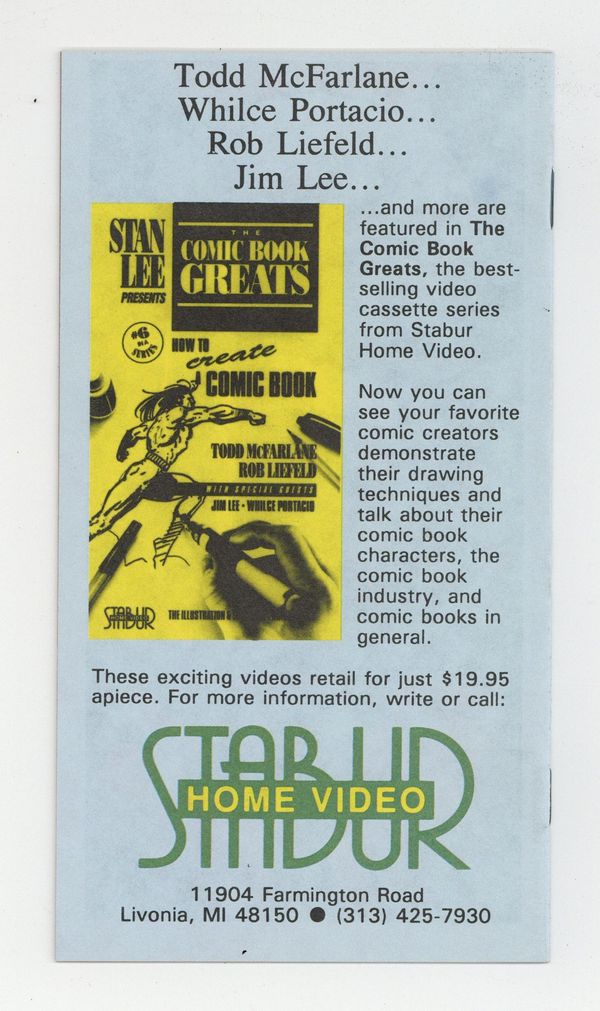 Todd McFarlane...
Whilce Portacio...
Rob Liefeld...
Jim Lee...
STAN
LEE
PRESENTS
THE
COMIC BOOK
GREATS
#6
IN A
SERIES
HOW TO
create
A COMIC BOOK
TODD McFARLANE
ROB LIEFELD
WITH SPECIAL GUESTS
JIM LEE • WHILCE PORTACIO
STABUR
HOME VIDEO
THE ILLUSTRATION &
...and more are
featured in The
Comic Book
Greats, the best-
selling video
cassette series
from Stabur
Home Video.
Now you can
see your favorite
comic creators
demonstrate
their drawing
techniques and
talk about their
comic book
characters, the
comic book
industry, and
comic books in
general.
These exciting videos retail for just $19.95
apiece. For more information, write or call:
STABUR
HOME VIDEO
11904 Farmington Road
Livonia, MI 48150 ● (313) 425-7930